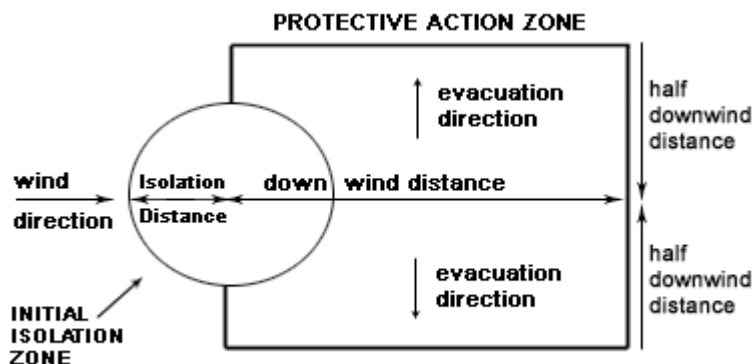 PROTECTIVE ACTION ZONE
evacuation
direction
half
downwind
distance
wind
direction
Isolation
Distance
down wind distance
evacuation
direction
half
downwind
distance
INITIAL
ISOLATION
ZONE